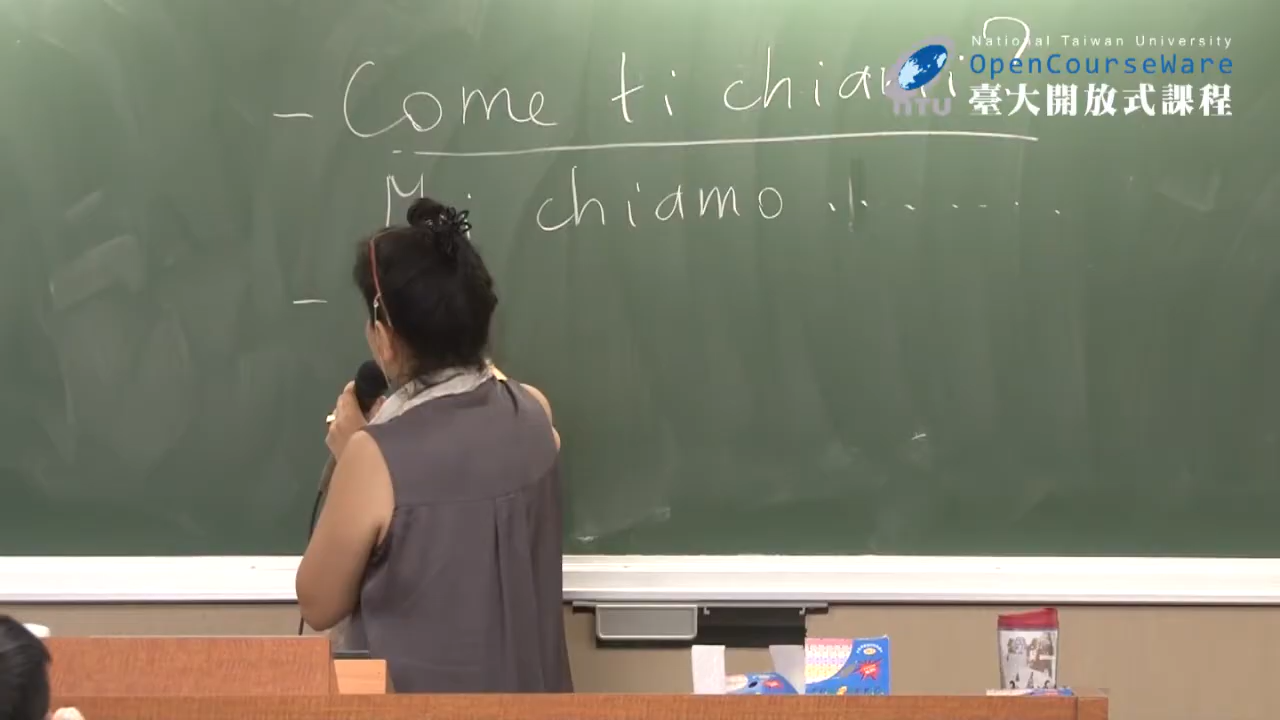 - Come ti chiami?
Mi chiamo .........
-
National Taiwan University
OpenCourseWare
NTU
臺大開放式課程